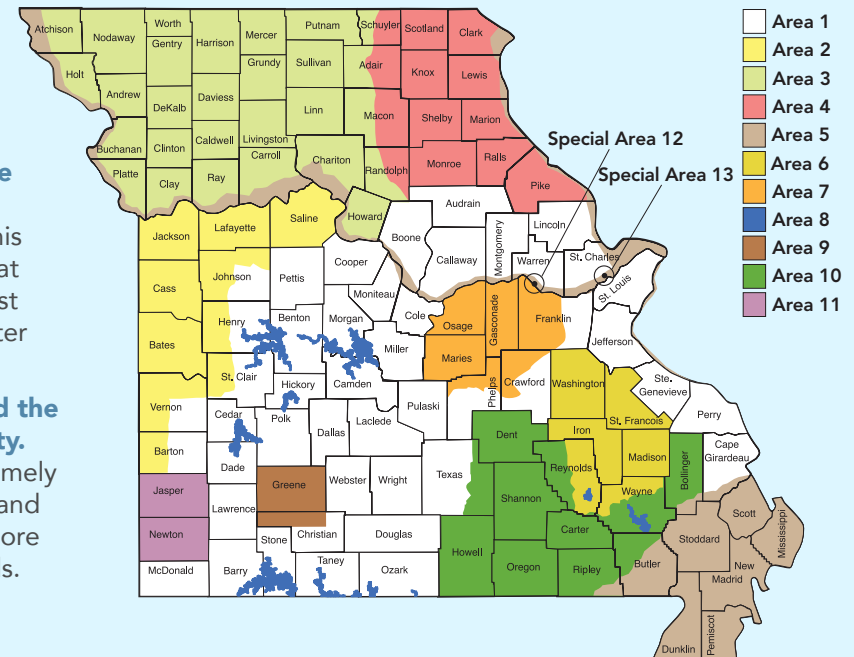 e
his
at
st
ter
d the
ty.
mely
and
ore
s.
Atchison
Nodaway
Worth
Gentry
Harrison
Mercer
Putnam
Schuyler
Scotland
Clark
Holt
Andrew
DeKalb
Daviess
Grundy
Sullivan
Adair
Knox
Lewis
Buchanan
Clinton
Caldwell
Livingston
Linn
Macon
Shelby
Marion
Platte
Clay
Ray
Carroll
Chariton
Randolph
Monroe
Ralls
Pike
Howard
Audrain
Jackson
Lafayette
Saline
Boone
Callaway
Montgomery
Lincoln
Warren
St. Charles
St. Louis
Cass
Johnson
Pettis
Cooper
Moniteau
Cole
Osage
Gasconade
Franklin
Jefferson
Bates
Henry
Benton
Morgan
Miller
Maries
St. Clair
Hickory
Camden
Phelps
Crawford
Washington
Ste.
Genevieve
Vernon
Cedar
Polk
Dallas
Laclede
Pulaski
Dent
Iron
St. Francois
Perry
Barton
Dade
Greene
Webster
Wright
Texas
Shannon
Reynolds
Madison
Bollinger
Cape
Girardeau
Jasper
Lawrence
Wayne
Newton
Stone
Christian
Douglas
Howell
Carter
Butler
Stoddard
Scott
Mississippi
McDonald
Barry
Taney
Ozark
Oregon
Ripley
New
Madrid
Dunklin
Pemiscot
Special Area 12
Special Area 13
Area 1
Area 2
Area 3
Area 4
Area 5
Area 6
Area 7
Area 8
Area 9
Area 10
Area 11